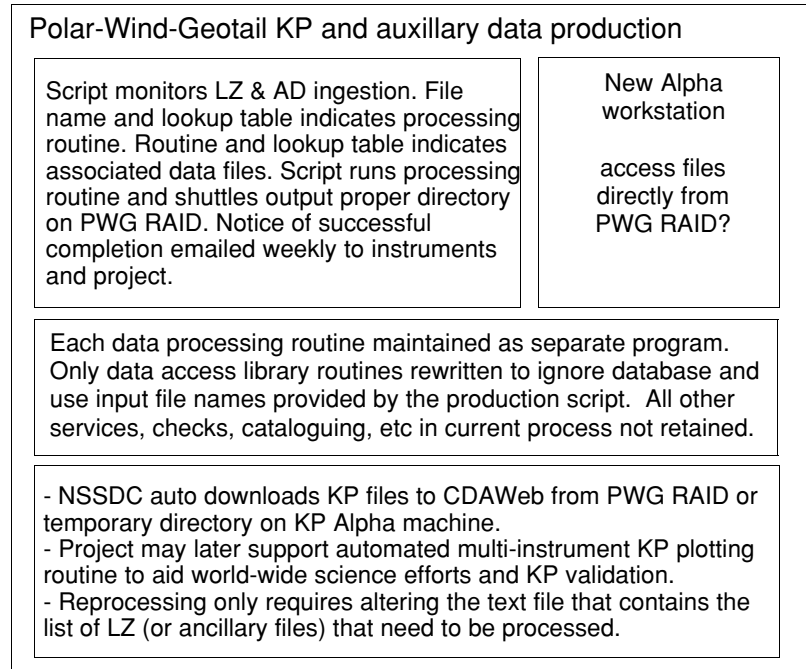 Polar-Wind-Geotail KP and auxillary data production
Script monitors LZ & AD ingestion. File
name and lookup table indicates processing
routine. Routine and lookup table indicates
associated data files. Script runs processing
routine and shuttles output proper directory
on PWG RAID. Notice of successful
completion emailed weekly to instruments
and project.
New Alpha
workstation
access files
directly from
PWG RAID?
Each data processing routine maintained as separate program.
Only data access library routines rewritten to ignore database and
use input file names provided by the production script.  All other
services, checks, cataloguing, etc in current process not retained.
- NSSDC auto downloads KP files to CDAWeb from PWG RAID or
temporary directory on KP Alpha machine.
- Project may later support automated multi-instrument KP plotting
routine to aid world-wide science efforts and KP validation.
- Reprocessing only requires altering the text file that contains the
list of LZ (or ancillary files) that need to be processed.